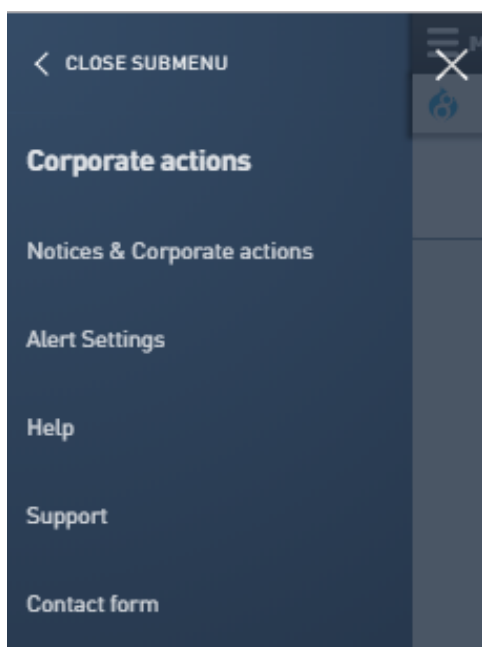 CLOSE SUBMENU
Corporate actions
Notices & Corporate actions
Alert Settings
Help
Support
Contact form